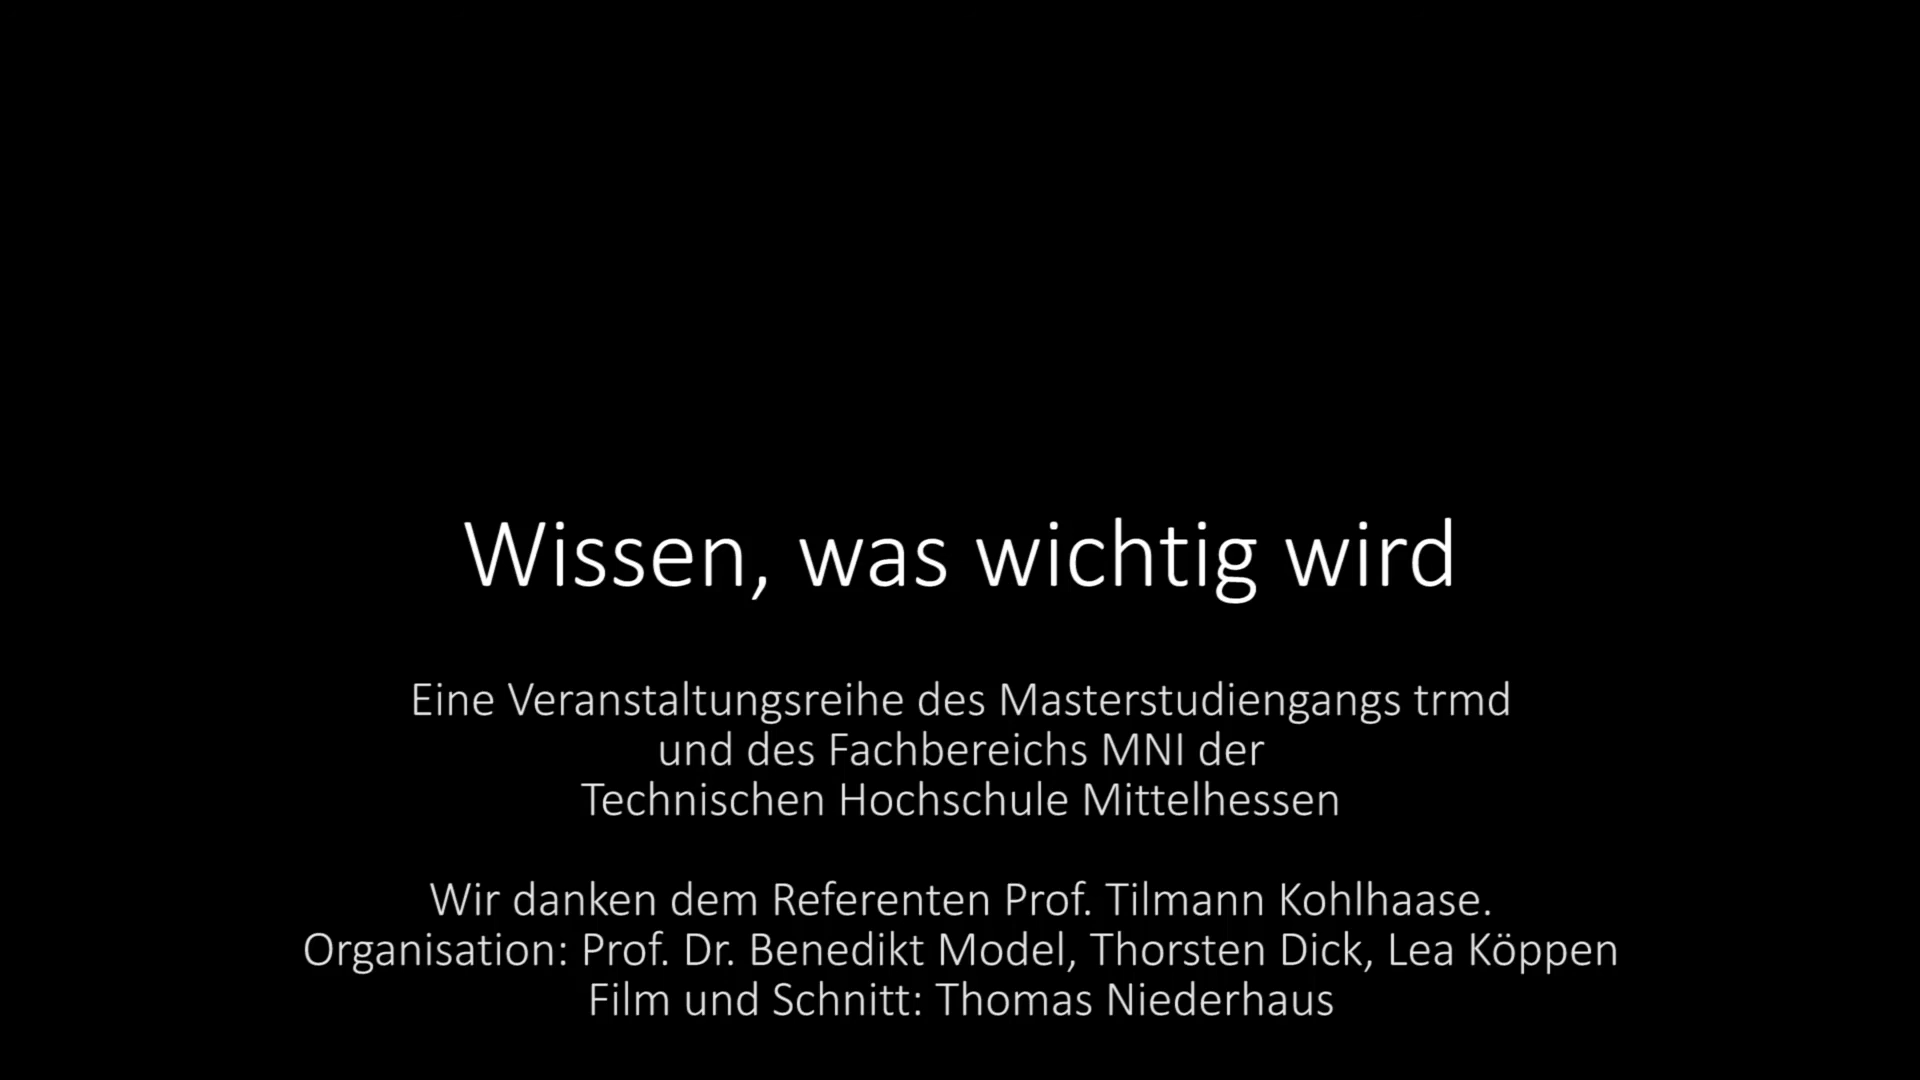 Wissen, was wichtig wird
Eine Veranstaltungsreihe des Masterstudiengangs trmd
und des Fachbereichs MNI der
Technischen Hochschule Mittelhessen
Wir danken dem Referenten Prof. Tilmann Kohlhaase.
Organisation: Prof. Dr. Benedikt Model, Thorsten Dick, Lea Köppen
Film und Schnitt: Thomas Niederhaus